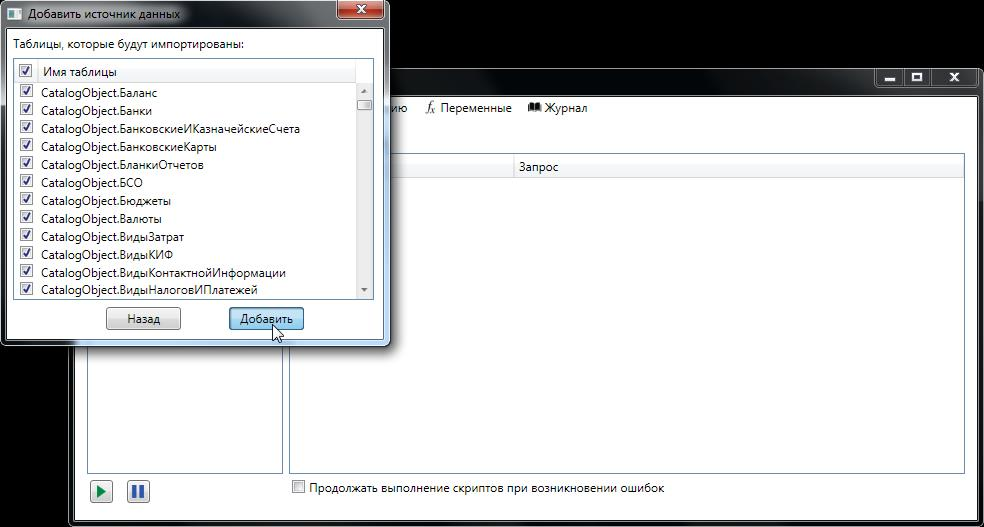 Добавить источник данных
Таблицы, которые будут импортированы:
Имя таблицы
CatalogObject.Баланс
CatalogObject.Банки
CatalogObject.БанковскиеИКазначейскиеСчета
CatalogObject.БанковскиеКарты
CatalogObject.БланкиОтчетов
CatalogObject.БСО
CatalogObject.Бюджеты
CatalogObject.Валюты
CatalogObject.ВидыЗатрат
CatalogObject.ВидыКИФ
CatalogObject.ВидыКонтактнойИнформации
CatalogObject.ВидыНалоговИПлатежей
Назад Добавить
fx Переменные Журнал
Запрос
Продолжать выполнение скриптов при возникновении ошибок